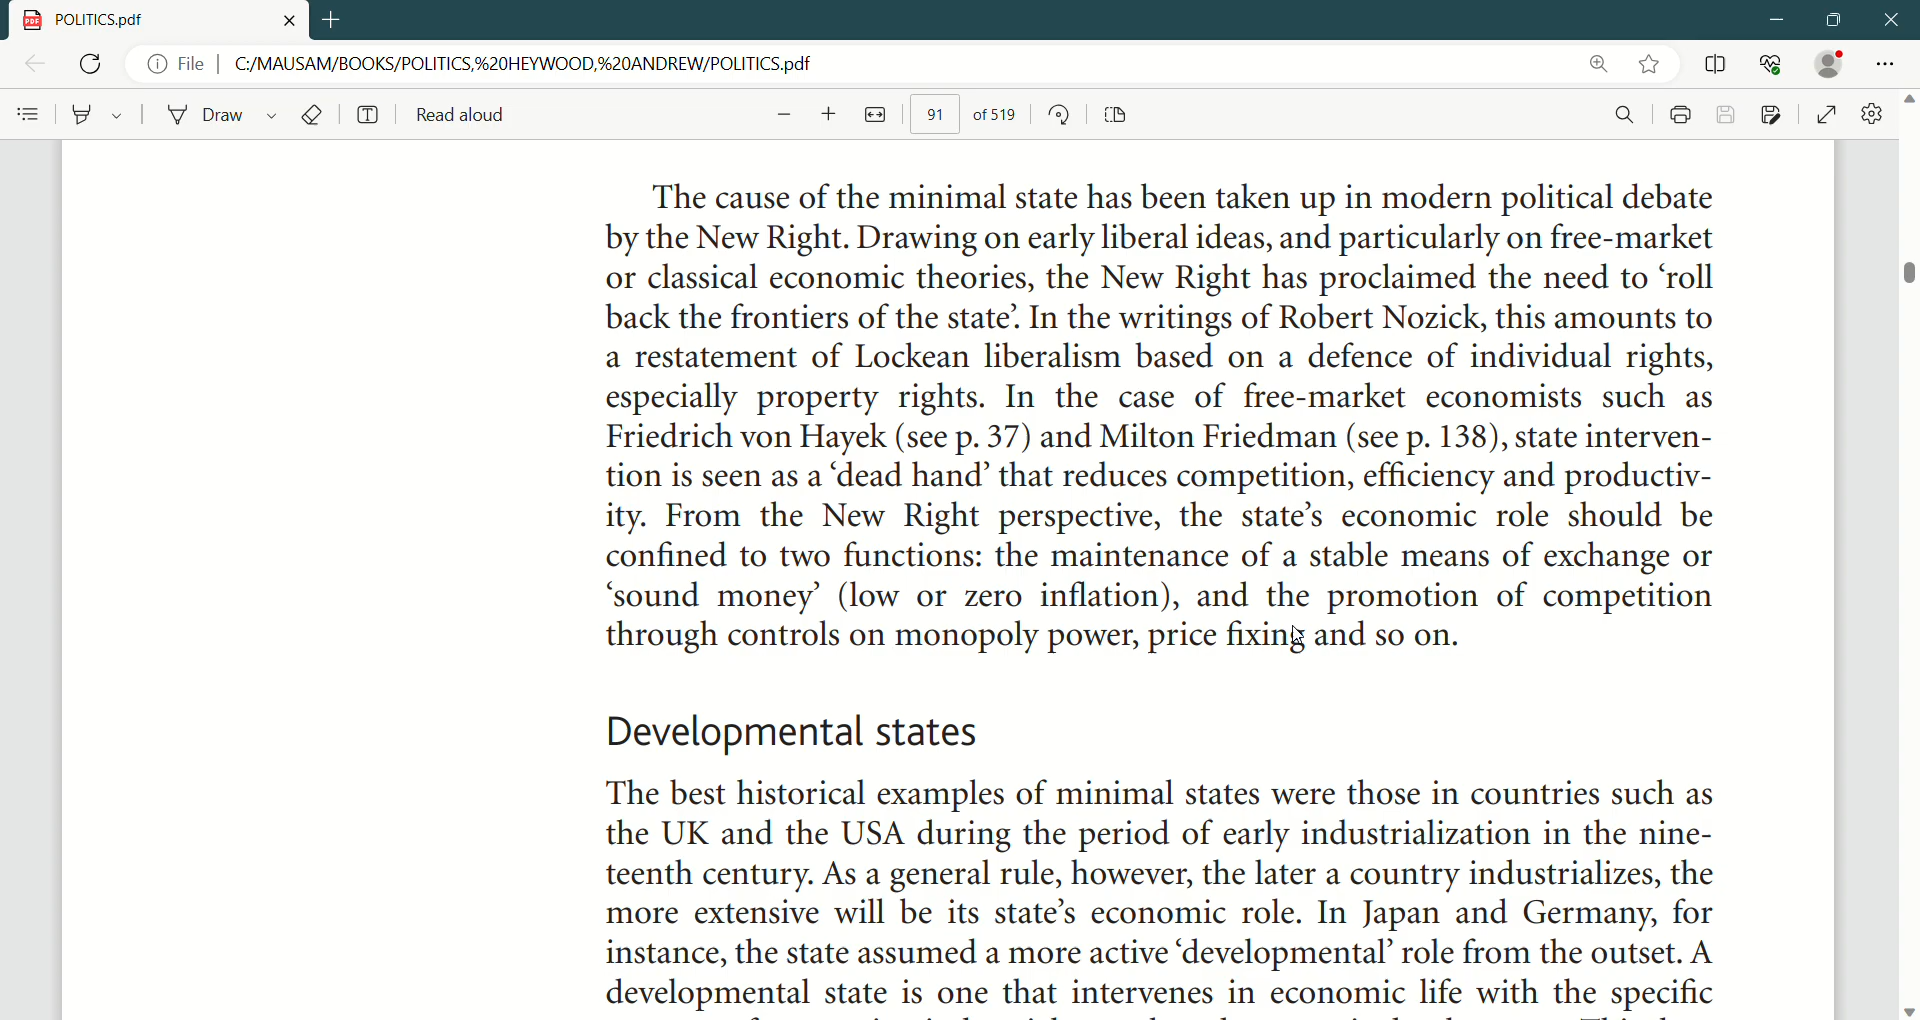 POLITICS.pdf
File
C:/MAUSAM/BOOKS/POLITICS,%20HEYWOOD,%20ANDREW/POLITICS.pdf
Draw
Read aloud
91 of 519
The cause of the minimal state has been taken up in modern political debate
by the New Right. Drawing on early liberal ideas, and particularly on free-market
or classical economic theories, the New Right has proclaimed the need to ‘roll
back the frontiers of the state’. In the writings of Robert Nozick, this amounts to
a restatement of Lockean liberalism based on a defence of individual rights,
especially property rights. In the case of free-market economists such as
Friedrich von Hayek (see p. 37) and Milton Friedman (see p. 138), state interven-
tion is seen as a ‘dead hand’ that reduces competition, efficiency and productiv-
ity. From the New Right perspective, the state’s economic role should be
confined to two functions: the maintenance of a stable means of exchange or
‘sound money’ (low or zero inflation), and the promotion of competition
through controls on monopoly power, price fixing and so on.
Developmental states
The best historical examples of minimal states were those in countries such as
the UK and the USA during the period of early industrialization in the nine-
teenth century. As a general rule, however, the later a country industrializes, the
more extensive will be its state’s economic role. In Japan and Germany, for
instance, the state assumed a more active ‘developmental’ role from the outset. A
developmental state is one that intervenes in economic life with the specific